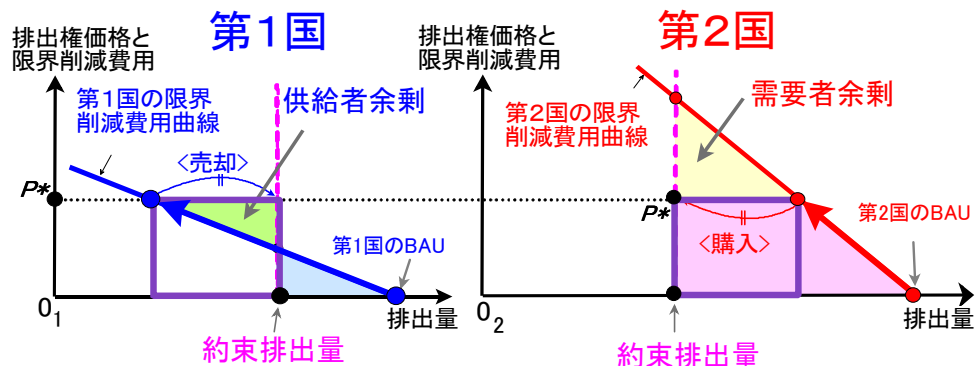 第1国
排出権価格と
限界削減費用
第1国の限界
削減費用曲線
供給者余剰
<売却>
P*
第1国のBAU
O1
排出量
約束排出量
第2国
排出権価格と
限界削減費用
第2国の限界
削減費用曲線
需要者余剰
P*
<購入>
第2国のBAU
O2
排出量
約束排出量